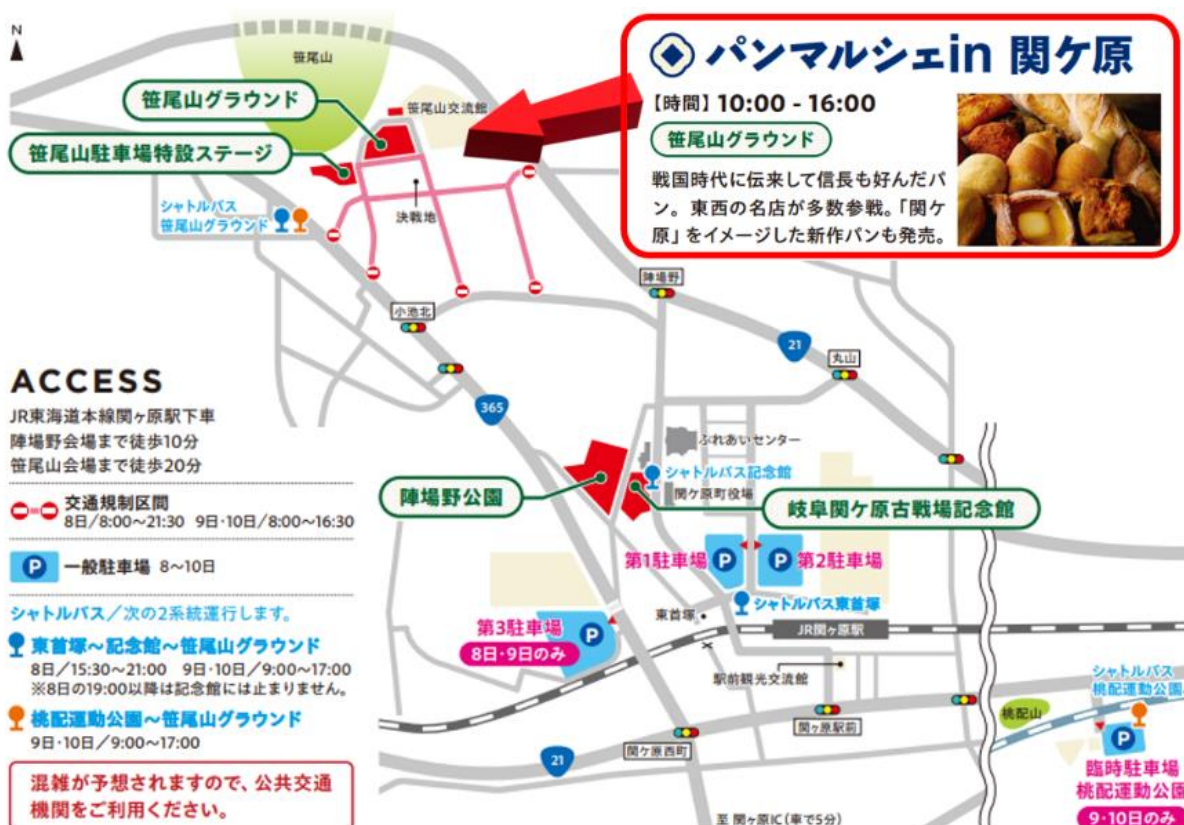 N
笹尾山
笹尾山グラウンド
笹尾山交流館
笹尾山駐車場特設ステージ
シャトルバス
笹尾山グラウンド
決戦地
パンマルシェin 関ケ原
【時間】10:00 - 16:00
笹尾山グラウンド
戦国時代に伝来して信長も好んだパ
ン。東西の名店が多数参戦。「関ケ
原」をイメージした新作パンも発売。
陣場野
小池北
21
丸山
365
ACCESS
JR東海道本線関ヶ原駅下車
陣場野会場まで徒歩10分
笹尾山会場まで徒歩20分
交通規制区間
8日/8:00～21:30 9日・10日/8:00～16:30
P 一般駐車場 8～10日
シャトルバス/次の2系統運行します。
東首塚～記念館～笹尾山グラウンド
8日/15:30～21:00 9日・10日/9:00～17:00
※8日の19:00以降は記念館には止まりません。
桃配運動公園～笹尾山グラウンド
9日・10日/9:00～17:00
混雑が予想されますので、公共交通
機関をご利用ください。
ふれあいセンター
シャトルバス記念館
関ケ原町役場
陣場野公園
岐阜関ケ原古戦場記念館
第1駐車場 P
P 第2駐車場
シャトルバス東首塚
東首塚
JR関ヶ原駅
第3駐車場
P
8日・9日のみ
駅前観光交流館
関ヶ原駅前
関ケ原西町
21
至 関ヶ原IC(車で5分)
シャトルバス
桃配運動公園
桃配山
P
臨時駐車場
桃配運動公園
9・10日のみ